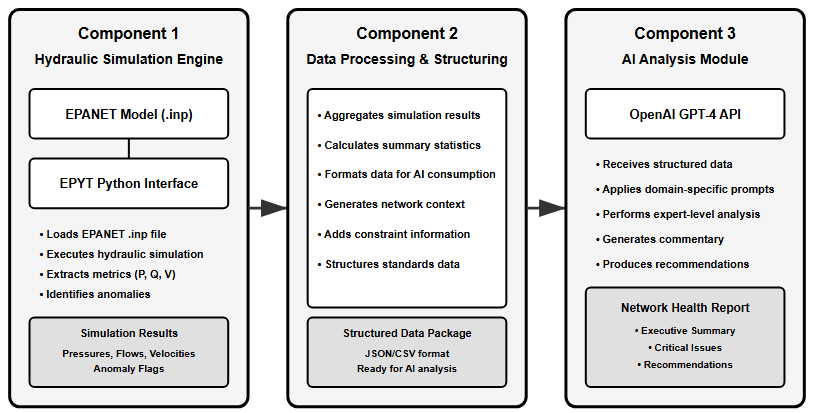 Component 1
Hydraulic Simulation Engine
EPANET Model (.inp)
EPYT Python Interface
• Loads EPANET .inp file
• Executes hydraulic simulation
• Extracts metrics (P, Q, V)
• Identifies anomalies
Simulation Results
Pressures, Flows, Velocities
Anomaly Flags
Component 2
Data Processing & Structuring
• Aggregates simulation results
• Calculates summary statistics
• Formats data for AI consumption
• Generates network context
• Adds constraint information
• Structures standards data
Structured Data Package
JSON/CSV format
Ready for AI analysis
Component 3
AI Analysis Module
OpenAI GPT-4 API
• Receives structured data
• Applies domain-specific prompts
• Performs expert-level analysis
• Generates commentary
• Produces recommendations
Network Health Report
• Executive Summary
• Critical Issues
• Recommendations